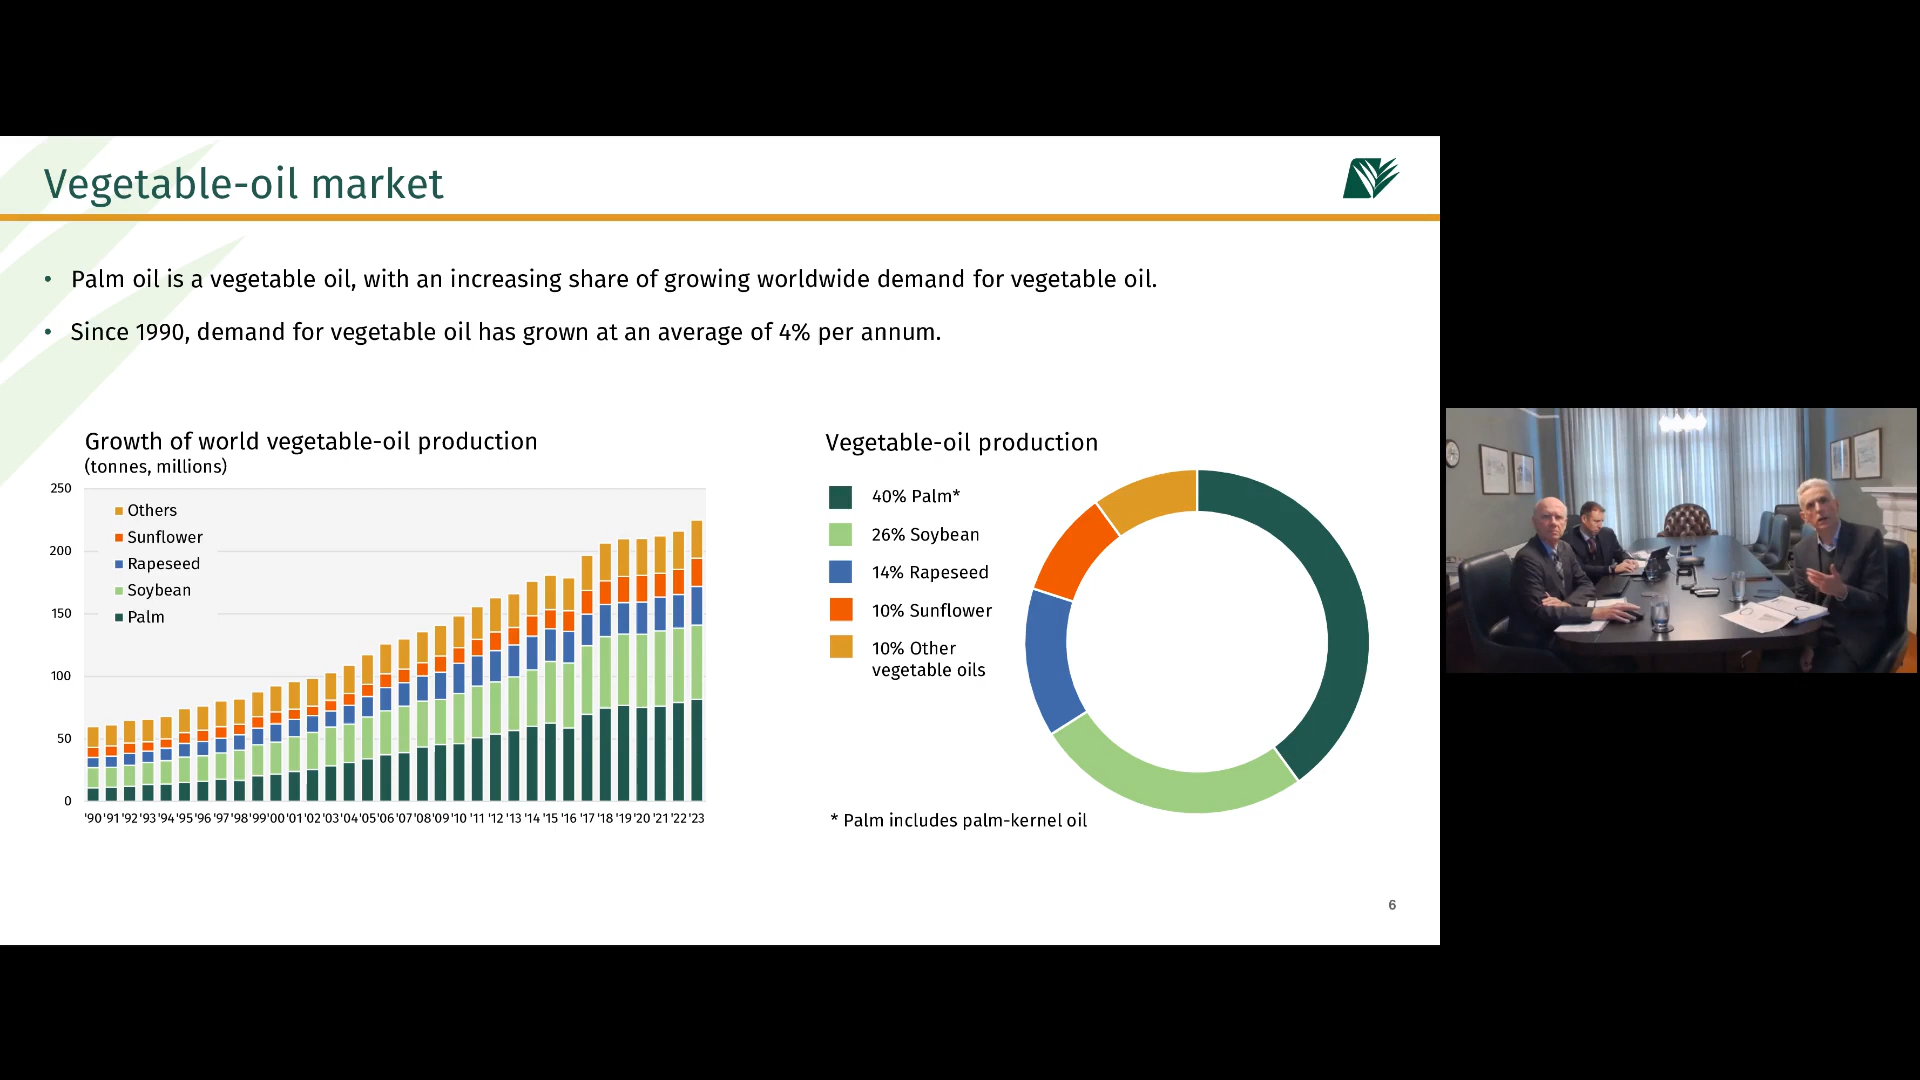 Vegetable-oil market
• Palm oil is a vegetable oil, with an increasing share of growing worldwide demand for vegetable oil.
• Since 1990, demand for vegetable oil has grown at an average of 4% per annum.
Growth of world vegetable-oil production
(tonnes, millions)
250
200
150
100
50
0
Others
Sunflower
Rapeseed
Soybean
Palm
'90 '91 '92 '93 '94 '95 '96 '97 '98 '99 '00 '01 '02 '03 '04 '05 '06 '07 '08 '09 '10 '11 '12 '13 '14 '15 '16 '17 '18 '19 '20 '21 '22 '23
Vegetable-oil production
40% Palm*
26% Soybean
14% Rapeseed
10% Sunflower
10% Other
vegetable oils
* Palm includes palm-kernel oil
6